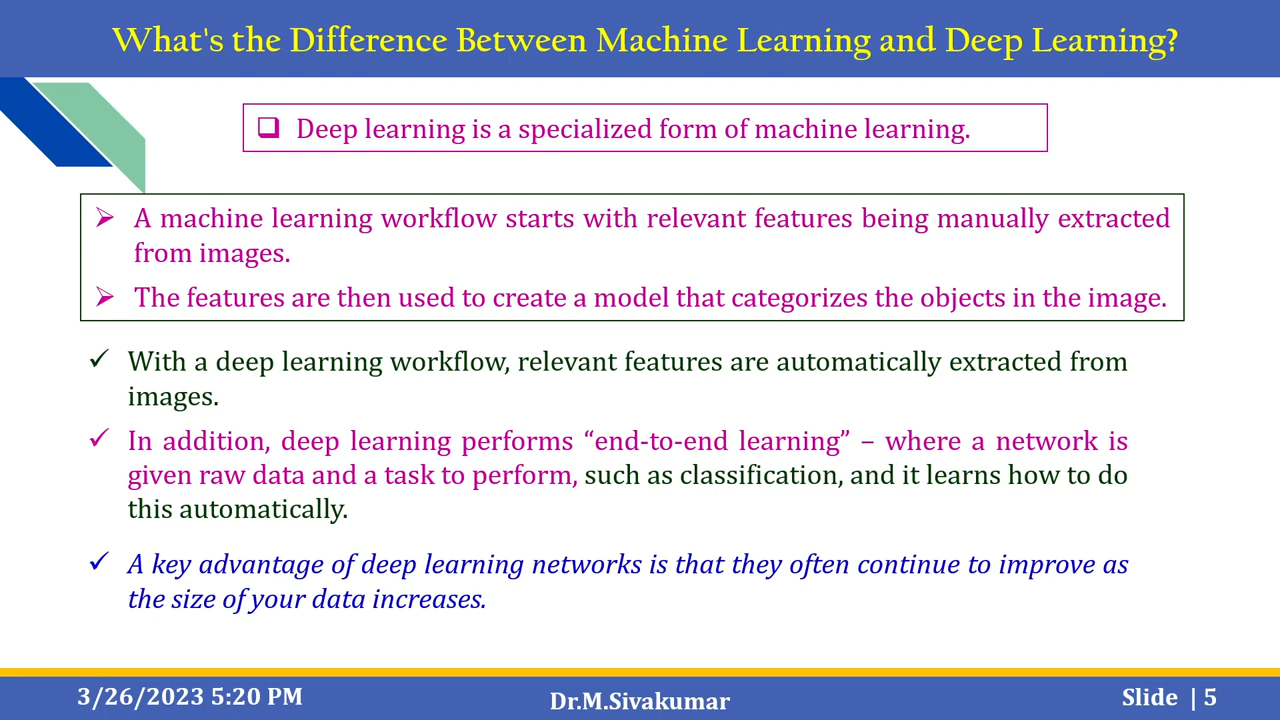 What's the Difference Between Machine Learning and Deep Learning?
❑ Deep learning is a specialized form of machine learning.
➢ A machine learning workflow starts with relevant features being manually extracted
from images.
➢ The features are then used to create a model that categorizes the objects in the image.
✓ With a deep learning workflow, relevant features are automatically extracted from
images.
✓ In addition, deep learning performs “end-to-end learning” – where a network is
given raw data and a task to perform, such as classification, and it learns how to do
this automatically.
✓ A key advantage of deep learning networks is that they often continue to improve as
the size of your data increases.
3/26/2023 5:20 PM
Dr.M.Sivakumar
Slide | 5